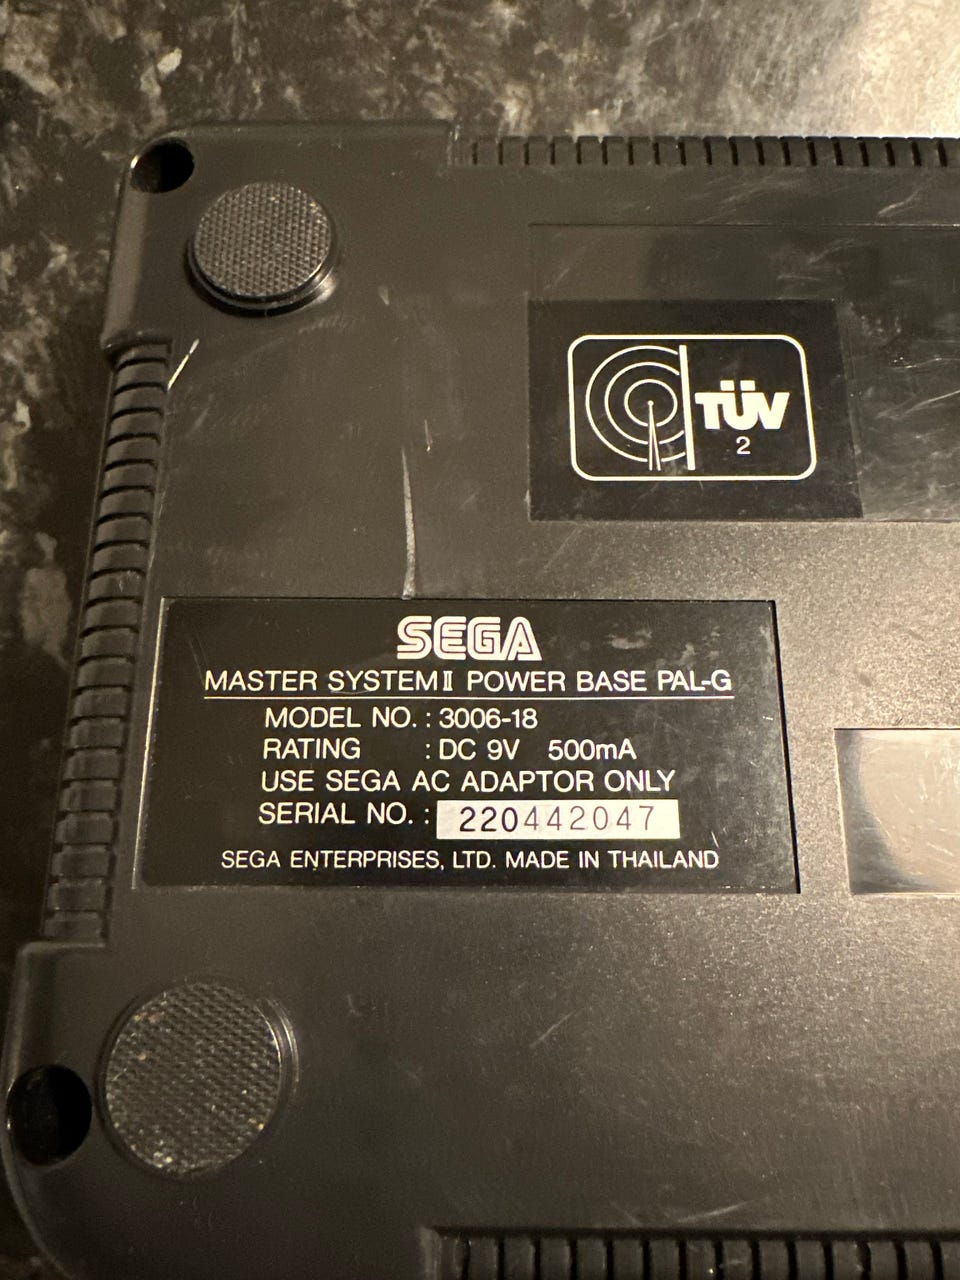 TÜV
2
SEGA
MASTER SYSTEM II POWER BASE PAL-G
MODEL NO. : 3006-18
RATING : DC 9V 500mA
USE SEGA AC ADAPTOR ONLY
SERIAL NO. : 220442047
SEGA ENTERPRISES, LTD. MADE IN THAILAND